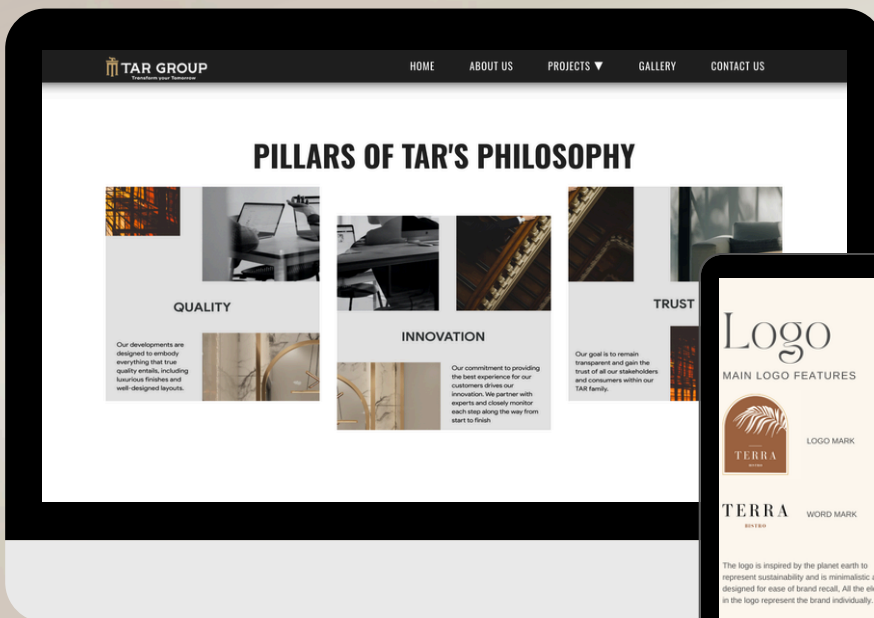 TAR GROUP
Transform your Tomorrow
HOME ABOUT US PROJECTS ▼ GALLERY CONTACT US
PILLARS OF TAR'S PHILOSOPHY
QUALITY
Our developments are
designed to embody
everything that true
quality entails, including
luxurious finishes and
well-designed layouts.
INNOVATION
Our commitment to providing
the best experience for our
customers drives our
innovation. We partner with
experts and closely monitor
each step along the way from
start to finish
TRUST
Our goal is to remain
transparent and gain the
trust of all our stakeholders
and consumers within our
TAR family.
Logo
MAIN LOGO FEATURES
TERRA
BISTRO
LOGO MARK
TERRA
BISTRO
WORD MARK
The logo is inspired by the planet earth to
represent sustainability and is minimalistic
designed for ease of brand recall, All the
in the logo represent the brand individually.